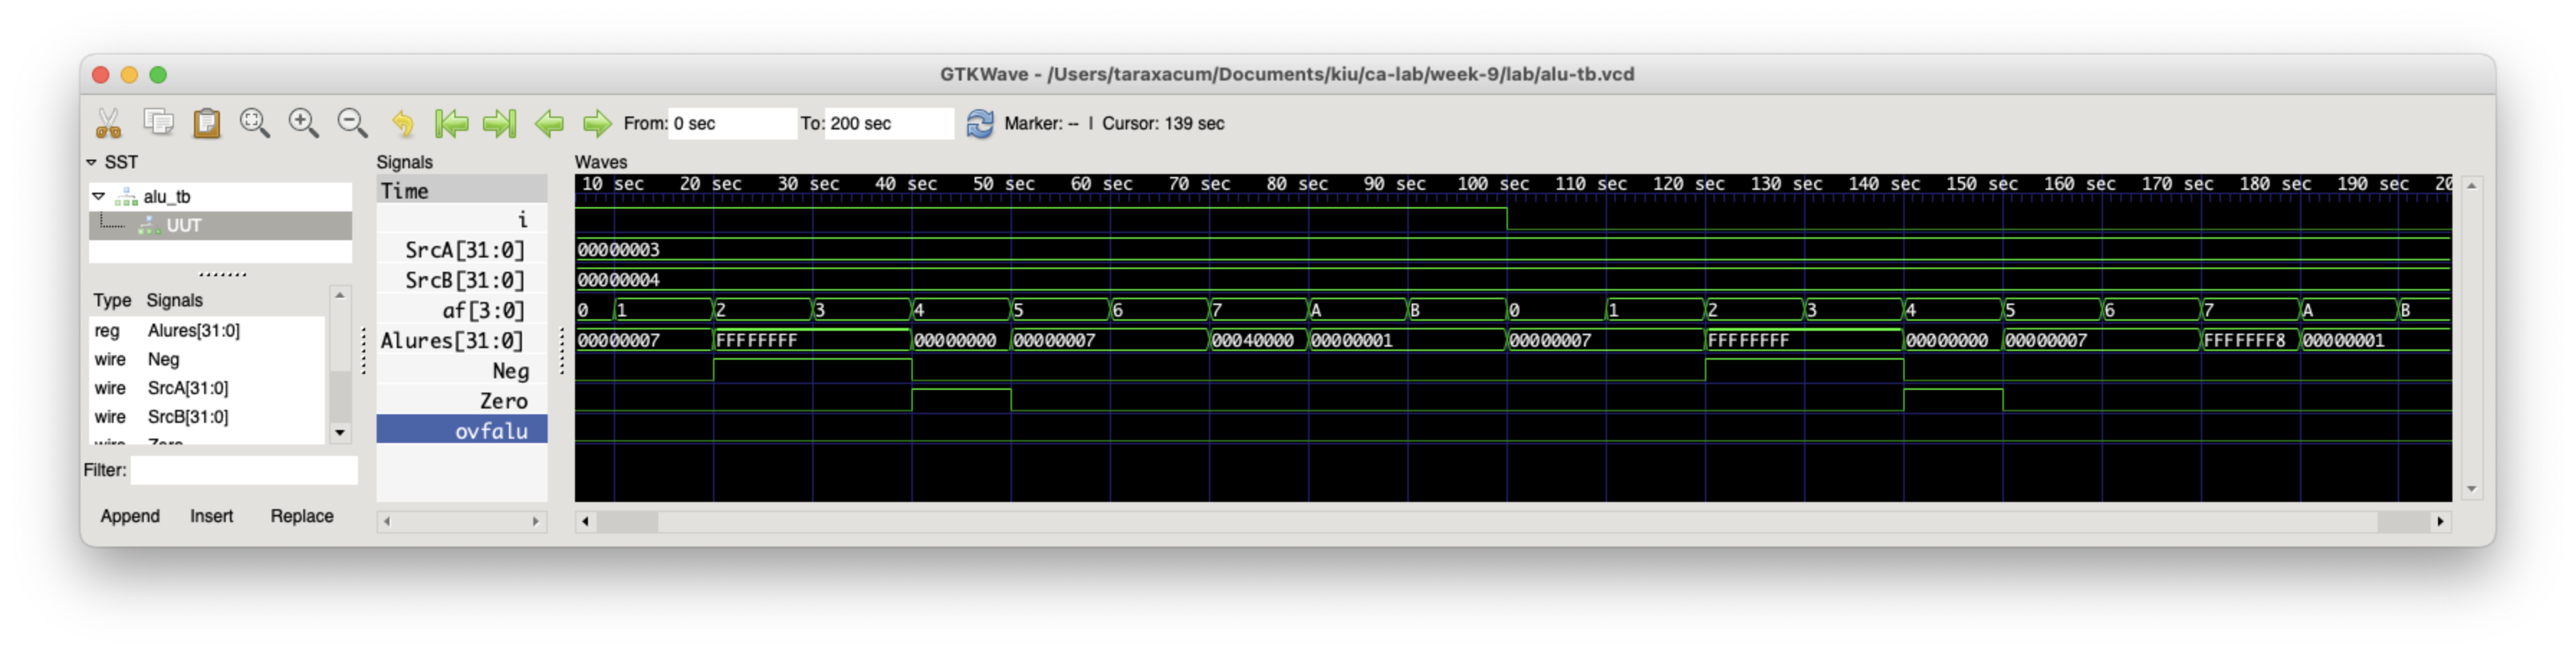 GTKWave - /Users/taraxacum/Documents/kiu/ca-lab/week-9/lab/alu-tb.vcd
From: 0 sec To: 200 sec Marker: -- | Cursor: 139 sec
SST
alu_tb
UUT
Type Signals
reg Alures[31:0]
wire Neg
wire SrcA[31:0]
wire SrcB[31:0]
wire Zero
Filter:
Append Insert Replace
Signals
Time
i
SrcA[31:0]
SrcB[31:0]
af[3:0]
Alures[31:0]
Neg
Zero
ovfalu
Waves
10 sec 20 sec 30 sec 40 sec 50 sec 60 sec 70 sec 80 sec 90 sec 100 sec 110 sec 120 sec 130 sec 140 sec 150 sec 160 sec 170 sec 180 sec 190 sec 20
00000003
00000004
0 1 2 3 4 5 6 7 A B 0 1 2 3 4 5 6 7 A B
00000007 FFFFFFFF 00000000 00000007 00040000 00000001 00000007 FFFFFFFF 00000000 00000007 FFFFFFF8 00000001